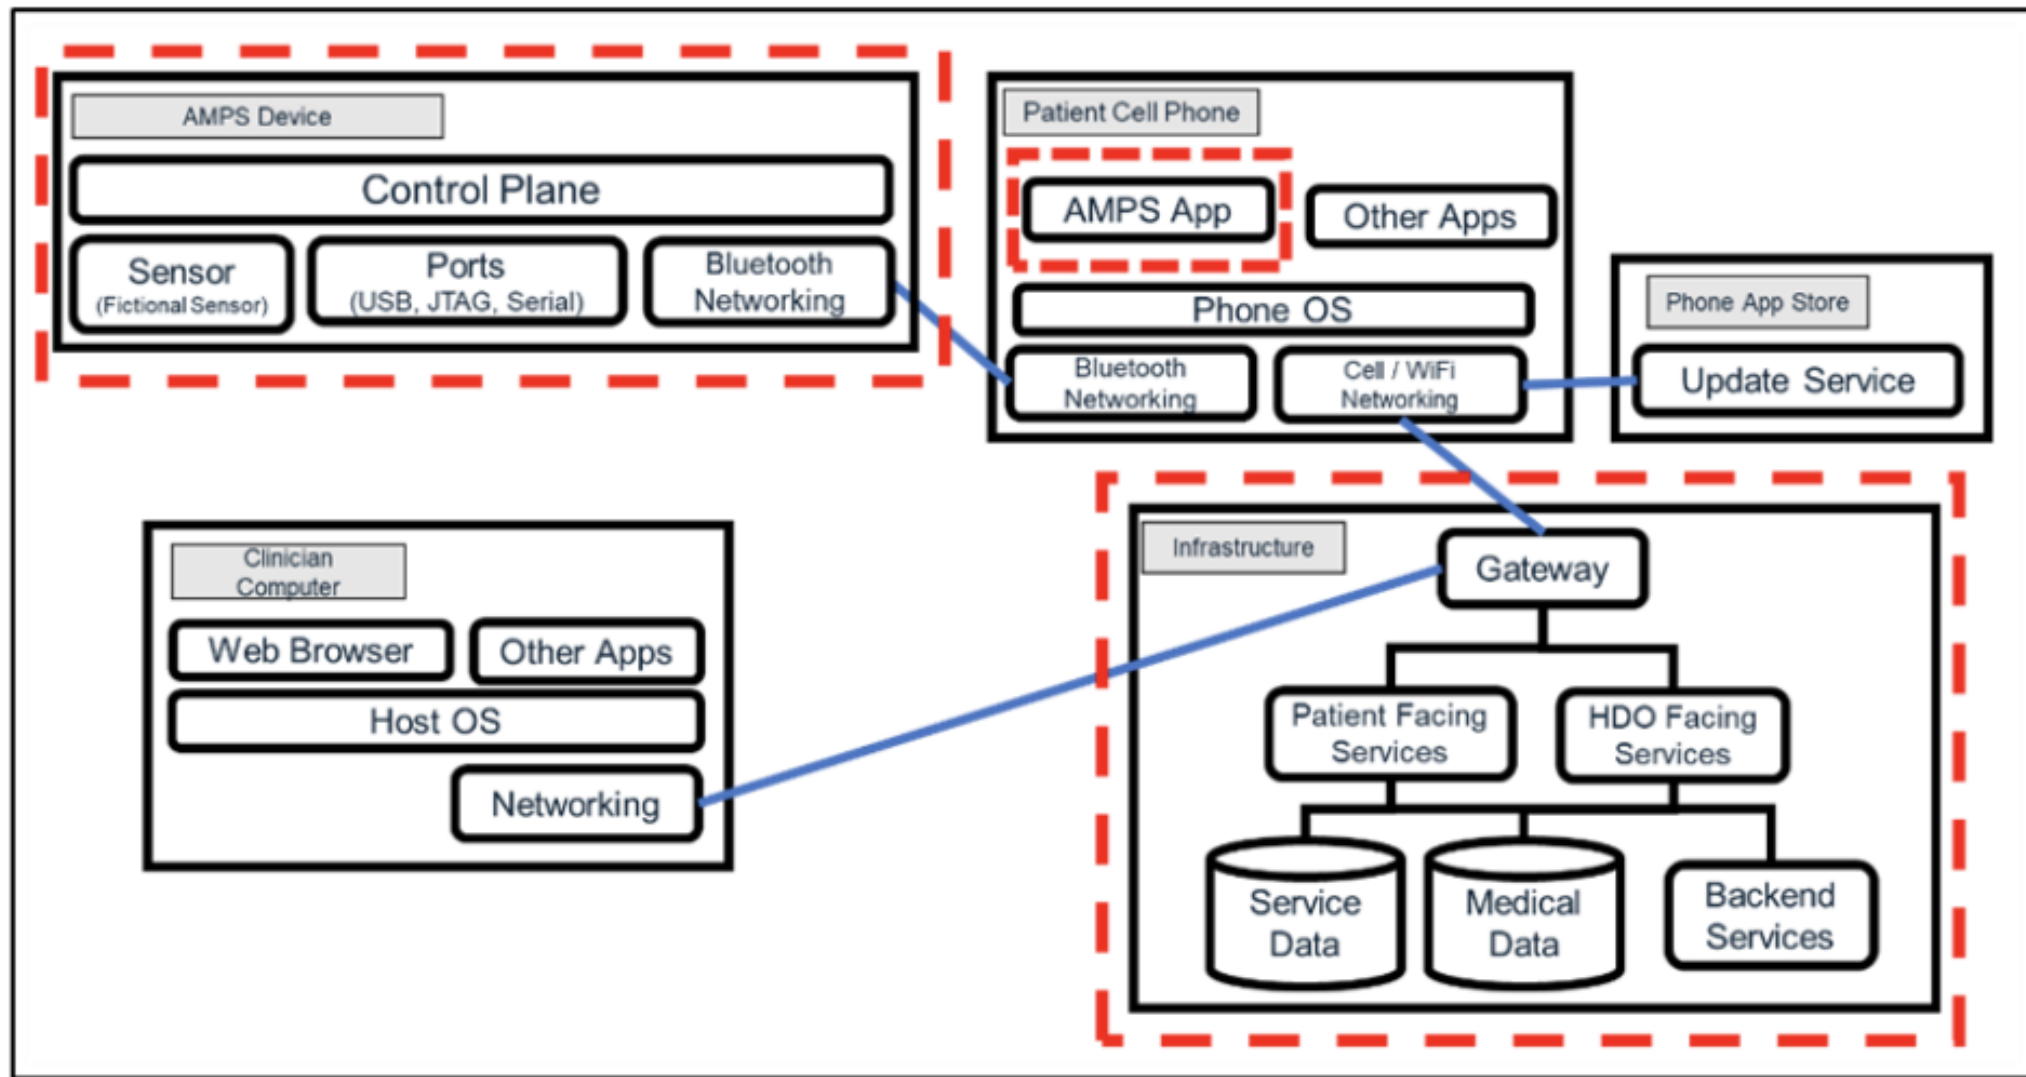 AMPS Device
Control Plane
Sensor
(Fictional Sensor)
Ports
(USB, JTAG, Serial)
Bluetooth
Networking
Patient Cell Phone
AMPS App
Other Apps
Phone OS
Bluetooth
Networking
Cell / WiFi
Networking
Phone App Store
Update Service
Clinician
Computer
Web Browser
Other Apps
Host OS
Networking
Infrastructure
Gateway
Patient Facing
Services
HDO Facing
Services
Service
Data
Medical
Data
Backend
Services